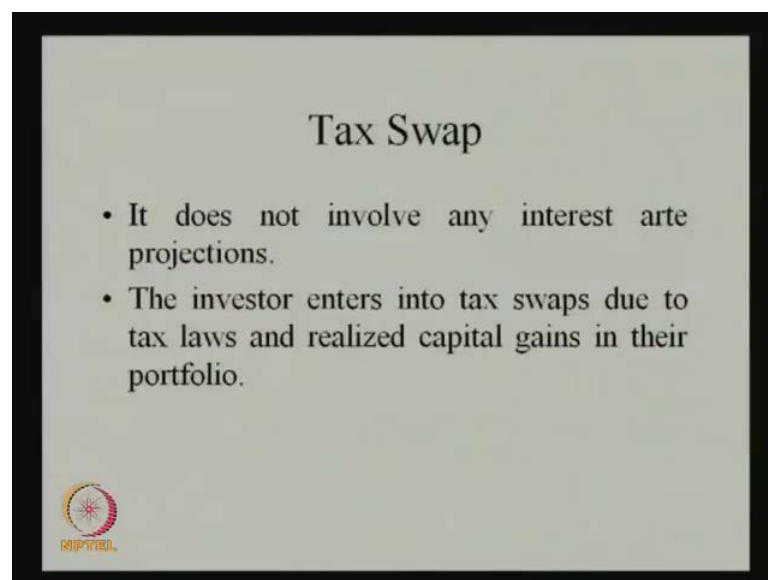 Tax Swap
• It does not involve any interest arte
projections.
• The investor enters into tax swaps due to
tax laws and realized capital gains in their
portfolio.
NPTEL